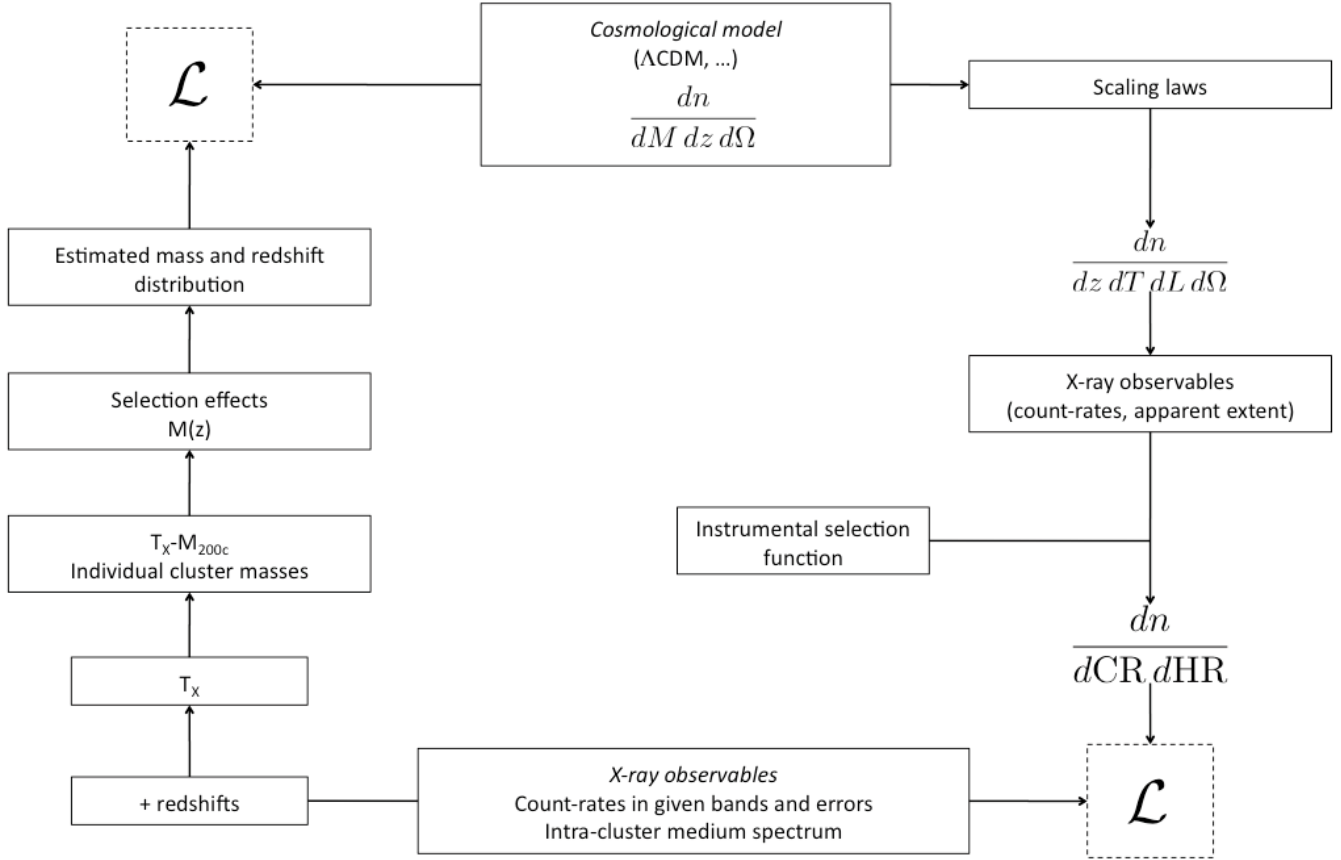 ℒ
Cosmological model
(ΛCDM, ...)
dn
dM dz dΩ
Scaling laws
dn
dz dT dL dΩ
X-ray observables
(count-rates, apparent extent)
Instrumental selection
function
dn
dCR dHR
ℒ
Estimated mass and redshift
distribution
Selection effects
M(z)
Tₓ-M₂₀₀c
Individual cluster masses
Tₓ
+ redshifts
X-ray observables
Count-rates in given bands and errors
Intra-cluster medium spectrum